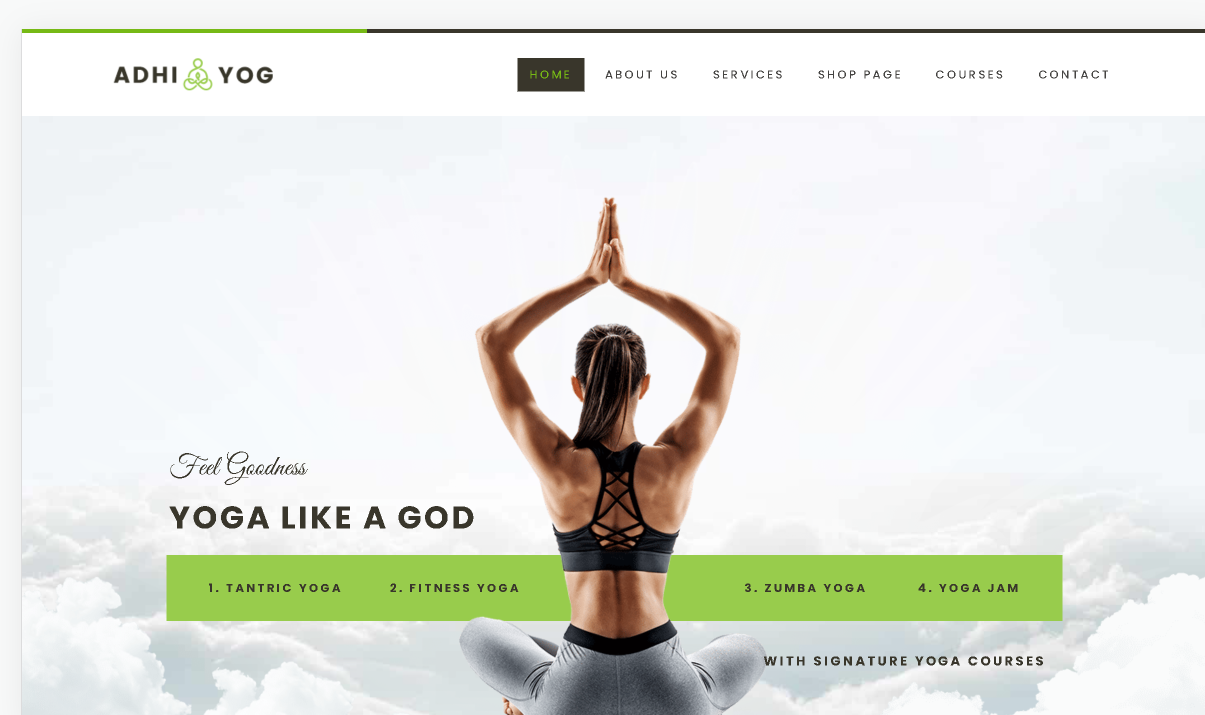 ADHI YOG
HOME ABOUT US SERVICES SHOP PAGE COURSES CONTACT
Feel Goodness
YOGA LIKE A GOD
1. TANTRIC YOGA 2. FITNESS YOGA 3. ZUMBA YOGA 4. YOGA JAM
WITH SIGNATURE YOGA COURSES